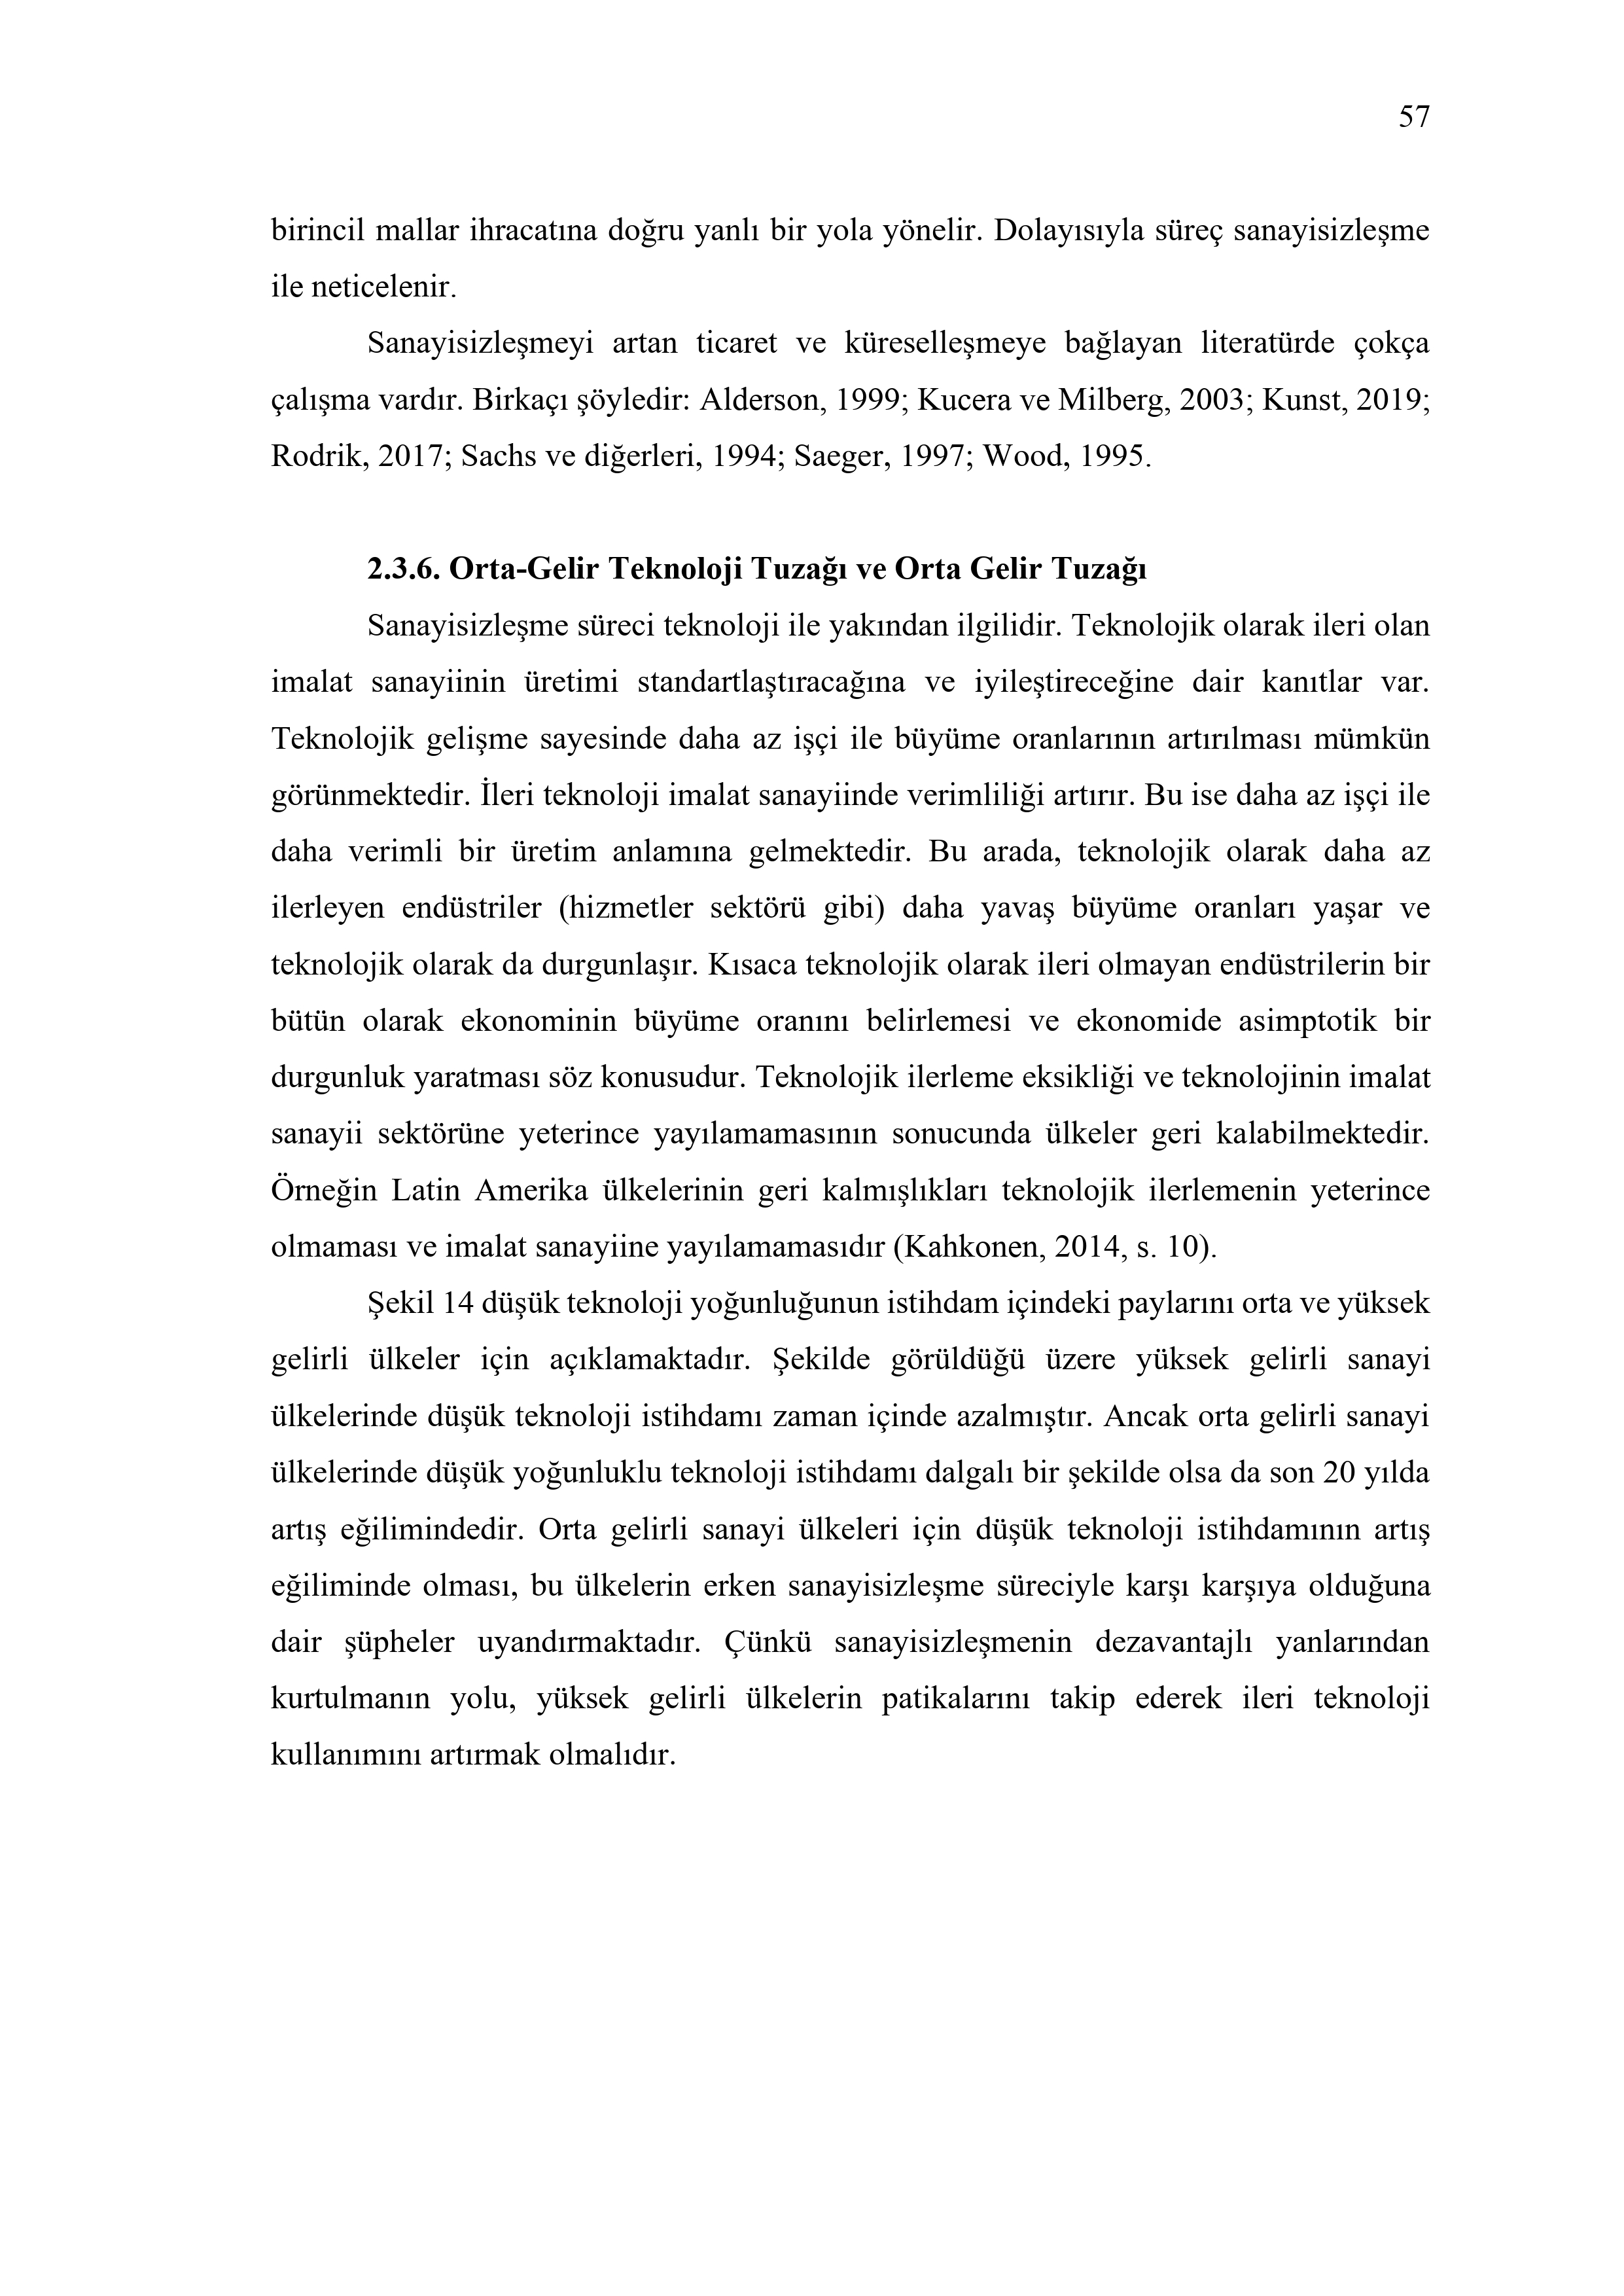 57
birincil mallar ihracatına doğru yanlı bir yola yönelir. Dolayısıyla süreç sanayisizleşme
ile neticelenir.
Sanayisizleşmeyi artan ticaret ve küreselleşmeye bağlayan literatürde çokça
çalışma vardır. Birkaçı şöyledir: Alderson, 1999; Kucera ve Milberg, 2003; Kunst, 2019;
Rodrik, 2017; Sachs ve diğerleri, 1994; Saeger, 1997; Wood, 1995.
2.3.6. Orta-Gelir Teknoloji Tuzağı ve Orta Gelir Tuzağı
Sanayisizleşme süreci teknoloji ile yakından ilgilidir. Teknolojik olarak ileri olan
imalat sanayiinin üretimi standartlaştıracağına ve iyileştireceğine dair kanıtlar var.
Teknolojik gelişme sayesinde daha az işçi ile büyüme oranlarının artırılması mümkün
görünmektedir. İleri teknoloji imalat sanayiinde verimliliği artırır. Bu ise daha az işçi ile
daha verimli bir üretim anlamına gelmektedir. Bu arada, teknolojik olarak daha az
ilerleyen endüstriler (hizmetler sektörü gibi) daha yavaş büyüme oranları yaşar ve
teknolojik olarak da durgunlaşır. Kısaca teknolojik olarak ileri olmayan endüstrilerin bir
bütün olarak ekonominin büyüme oranını belirlemesi ve ekonomide asimptotik bir
durgunluk yaratması söz konusudur. Teknolojik ilerleme eksikliği ve teknolojinin imalat
sanayii sektörüne yeterince yayılamamasının sonucunda ülkeler geri kalabilmektedir.
Örneğin Latin Amerika ülkelerinin geri kalmışlıkları teknolojik ilerlemenin yeterince
olmaması ve imalat sanayiine yayılamamasıdır (Kahkonen, 2014, s. 10).
Şekil 14 düşük teknoloji yoğunluğunun istihdam içindeki paylarını orta ve yüksek
gelirli ülkeler için açıklamaktadır. Şekilde görüldüğü üzere yüksek gelirli sanayi
ülkelerinde düşük teknoloji istihdamı zaman içinde azalmıştır. Ancak orta gelirli sanayi
ülkelerinde düşük yoğunluklu teknoloji istihdamı dalgalı bir şekilde olsa da son 20 yılda
artış eğilimindedir. Orta gelirli sanayi ülkeleri için düşük teknoloji istihdamının artış
eğiliminde olması, bu ülkelerin erken sanayisizleşme süreciyle karşı karşıya olduğuna
dair şüpheler uyandırmaktadır. Çünkü sanayisizleşmenin dezavantajlı yanlarından
kurtulmanın yolu, yüksek gelirli ülkelerin patikalarını takip ederek ileri teknoloji
kullanımını artırmak olmalıdır.